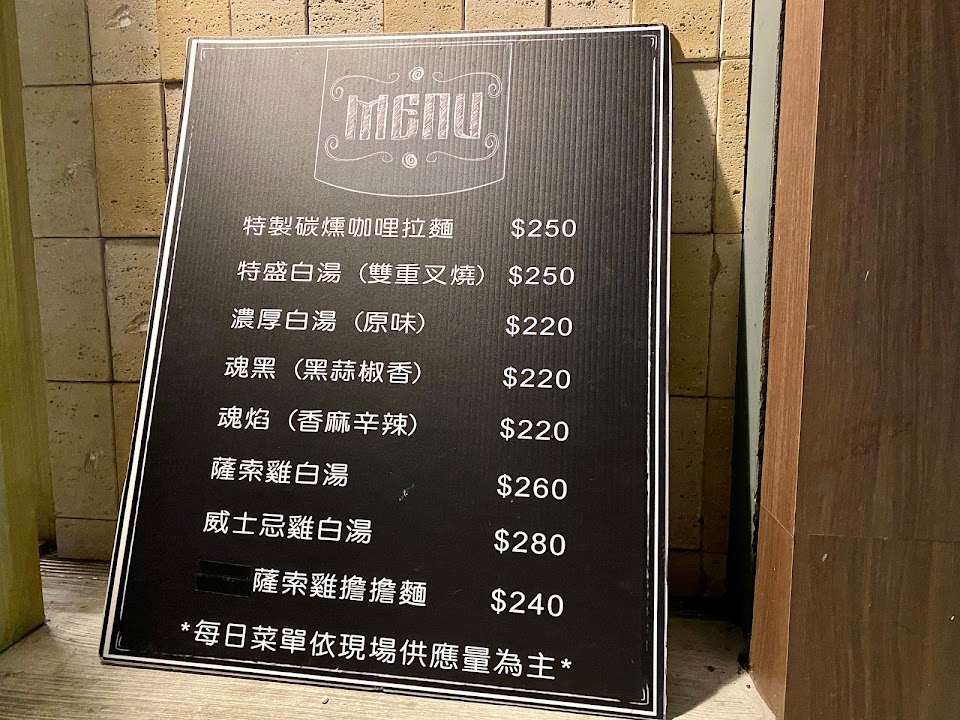 MENU
特製碳燻咖哩拉麵 $250
特盛白湯（雙重叉燒） $250
濃厚白湯（原味） $220
魂黑（黑蒜椒香） $220
魂焰（香麻辛辣） $220
薩索雞白湯 $260
威士忌雞白湯 $280
薩索雞擔擔麵 $240
*每日菜單依現場供應量為主*